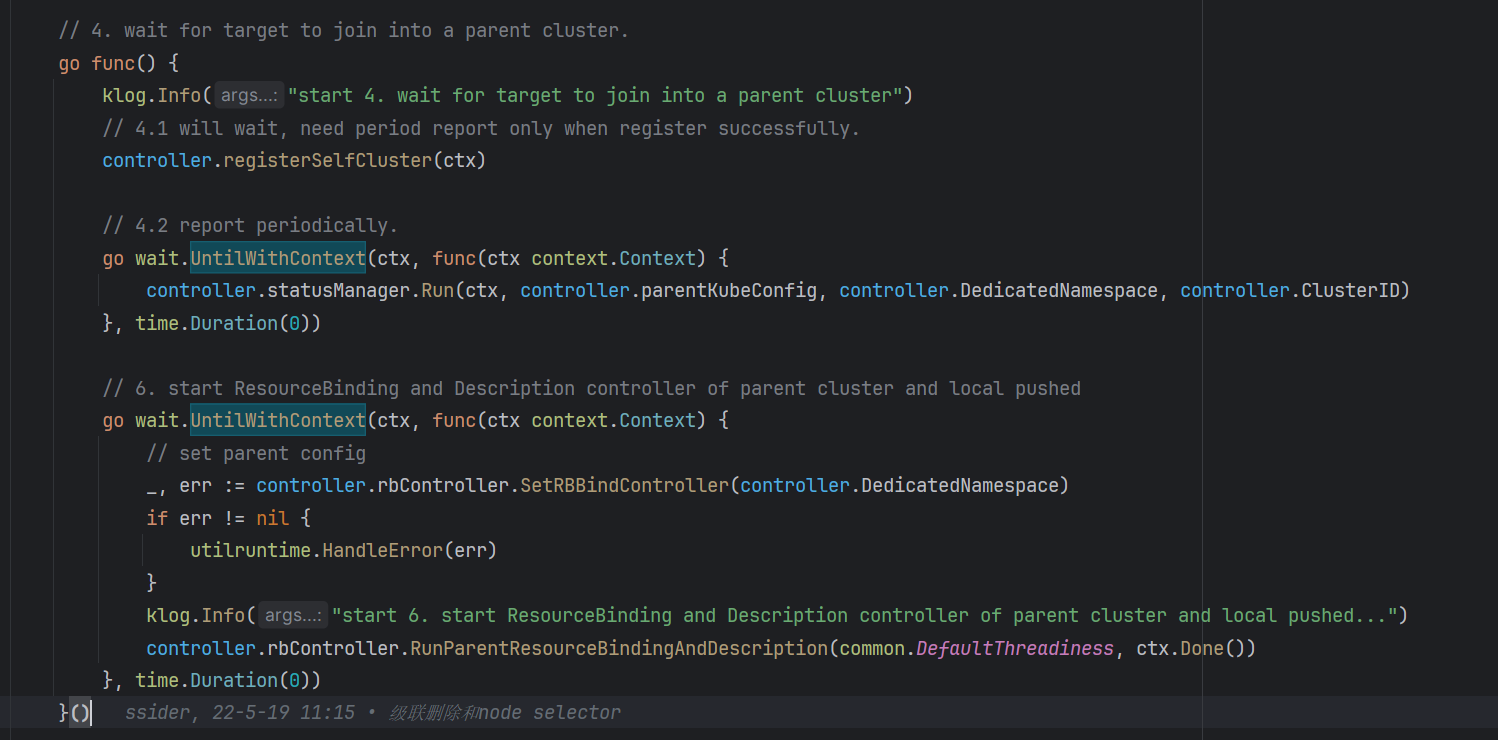 // 4. wait for target to join into a parent cluster.
go func() {
klog.Info(args...:"start 4. wait for target to join into a parent cluster")
// 4.1 will wait, need period report only when register successfully.
controller.registerSelfCluster(ctx)
// 4.2 report periodically.
go wait.UntilWithContext(ctx, func(ctx context.Context) {
controller.statusManager.Run(ctx, controller.parentKubeConfig, controller.DedicatedNamespace, controller.ClusterID)
}, time.Duration(0))
// 6. start ResourceBinding and Description controller of parent cluster and local pushed
go wait.UntilWithContext(ctx, func(ctx context.Context) {
// set parent config
_, err := controller.rbController.SetRBBindController(controller.DedicatedNamespace)
if err != nil {
utilruntime.HandleError(err)
}
klog.Info(args...:"start 6. start ResourceBinding and Description controller of parent cluster and local pushed...")
controller.rbController.RunParentResourceBindingAndDescription(common.DefaultThreadiness, ctx.Done())
}, time.Duration(0))
}() ssider, 22-5-19 11:15 • 级联删除和node selector